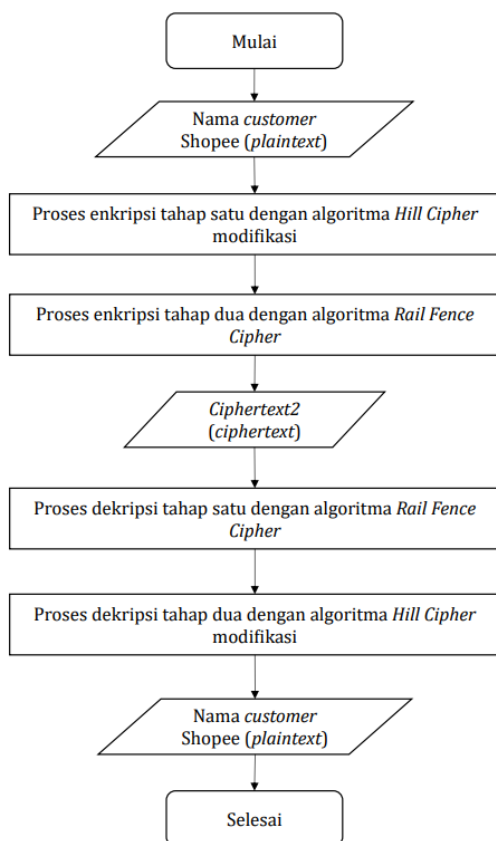 Mulai
Nama customer
Shopee (plaintext)
Proses enkripsi tahap satu dengan algoritma Hill Cipher
modifikasi
Proses enkripsi tahap dua dengan algoritma Rail Fence
Cipher
Ciphertext2
(ciphertext)
Proses dekripsi tahap satu dengan algoritma Rail Fence
Cipher
Proses dekripsi tahap dua dengan algoritma Hill Cipher
modifikasi
Nama customer
Shopee (plaintext)
Selesai